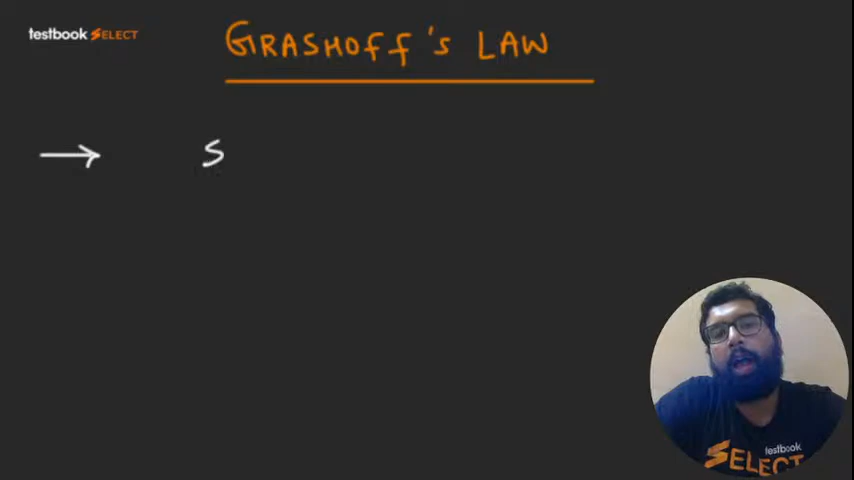 testbook SELECT
GRASHOFF'S LAW
→ S
testbook
SELECT